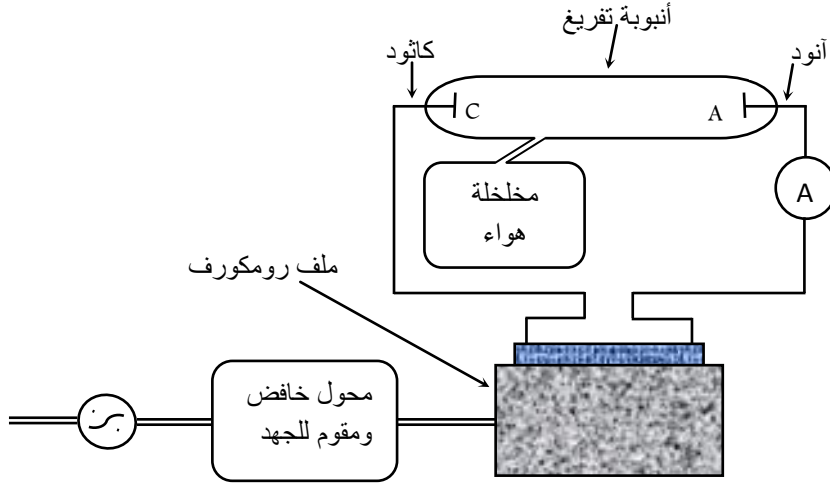 أنبوبة تفريغ
آنود
كاثود
C
A
A
مخلخلة
هواء
ملف رومكورف
محول خافض
ومقوم للجهد